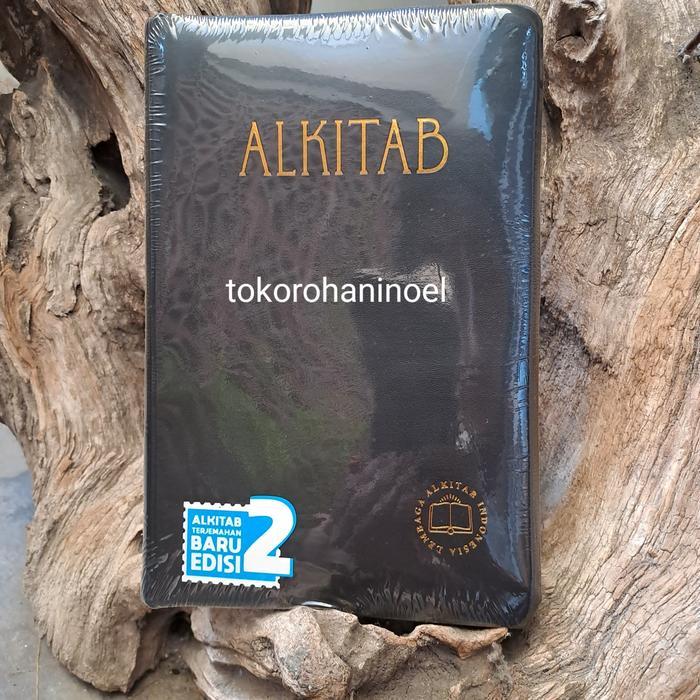 ALKITAB
tokorohaninoel
ALKITAB
TERJEMAHAN
BARU
EDISI
2
LEMBAGA ALKITAB INDONESIA